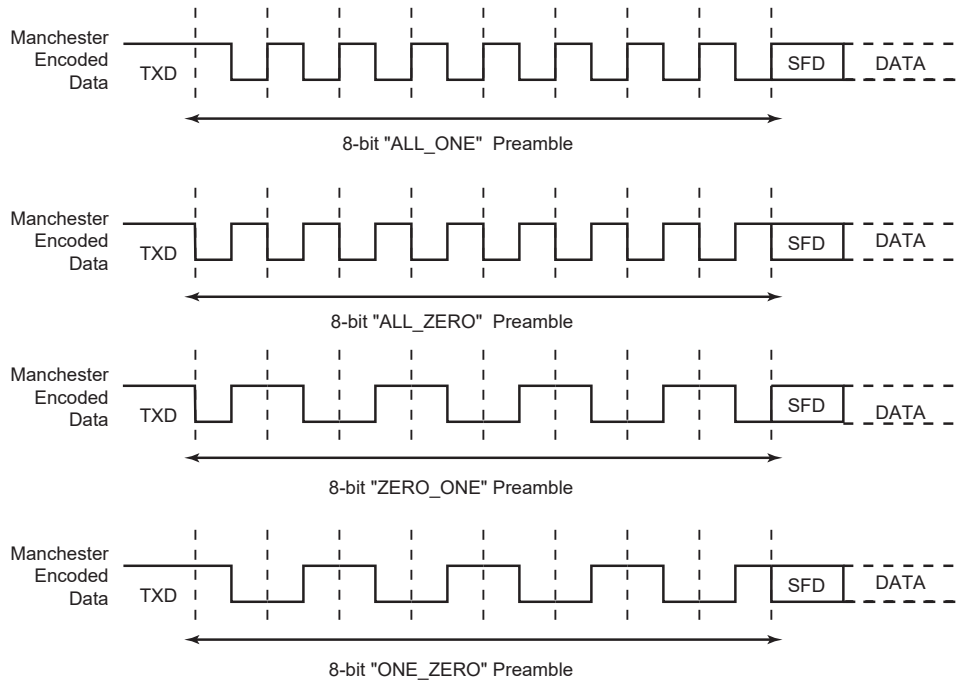 Manchester
Encoded
Data
TXD
SFD
DATA
8-bit "ALL_ONE" Preamble
Manchester
Encoded
Data
TXD
SFD
DATA
8-bit "ALL_ZERO" Preamble
Manchester
Encoded
Data
TXD
SFD
DATA
8-bit "ZERO_ONE" Preamble
Manchester
Encoded
Data
TXD
SFD
DATA
8-bit "ONE_ZERO" Preamble